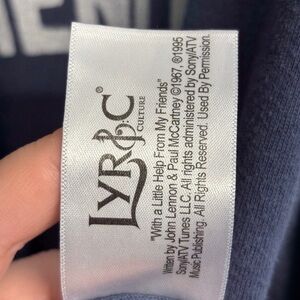 LYRIC
CULTURE
"With a Little Help From My Friends"
Written by John Lennon & Paul McCartney ©1967, ®1995
Sony/ATV Tunes LLC. All rights administered by Sony/ATV
Music Publishing. All Rights Reserved. Used By Permission.